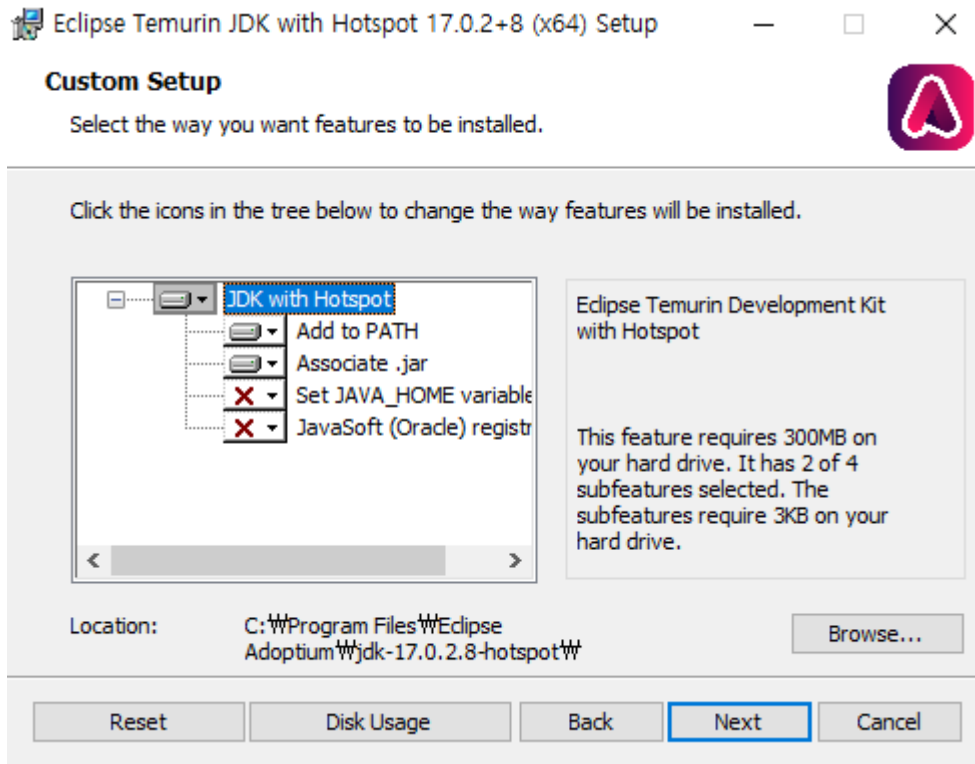 Eclipse Temurin JDK with Hotspot 17.0.2+8 (x64) Setup
Custom Setup
Select the way you want features to be installed.
Click the icons in the tree below to change the way features will be installed.
JDK with Hotspot
Add to PATH
Associate .jar
Set JAVA_HOME variable
JavaSoft (Oracle) registr
Eclipse Temurin Development Kit
with Hotspot
This feature requires 300MB on
your hard drive. It has 2 of 4
subfeatures selected. The
subfeatures require 3KB on your
hard drive.
Location:
C:₩Program Files₩Eclipse
Adoptium₩jdk-17.0.2.8-hotspot₩
Browse...
Reset
Disk Usage
Back
Next
Cancel